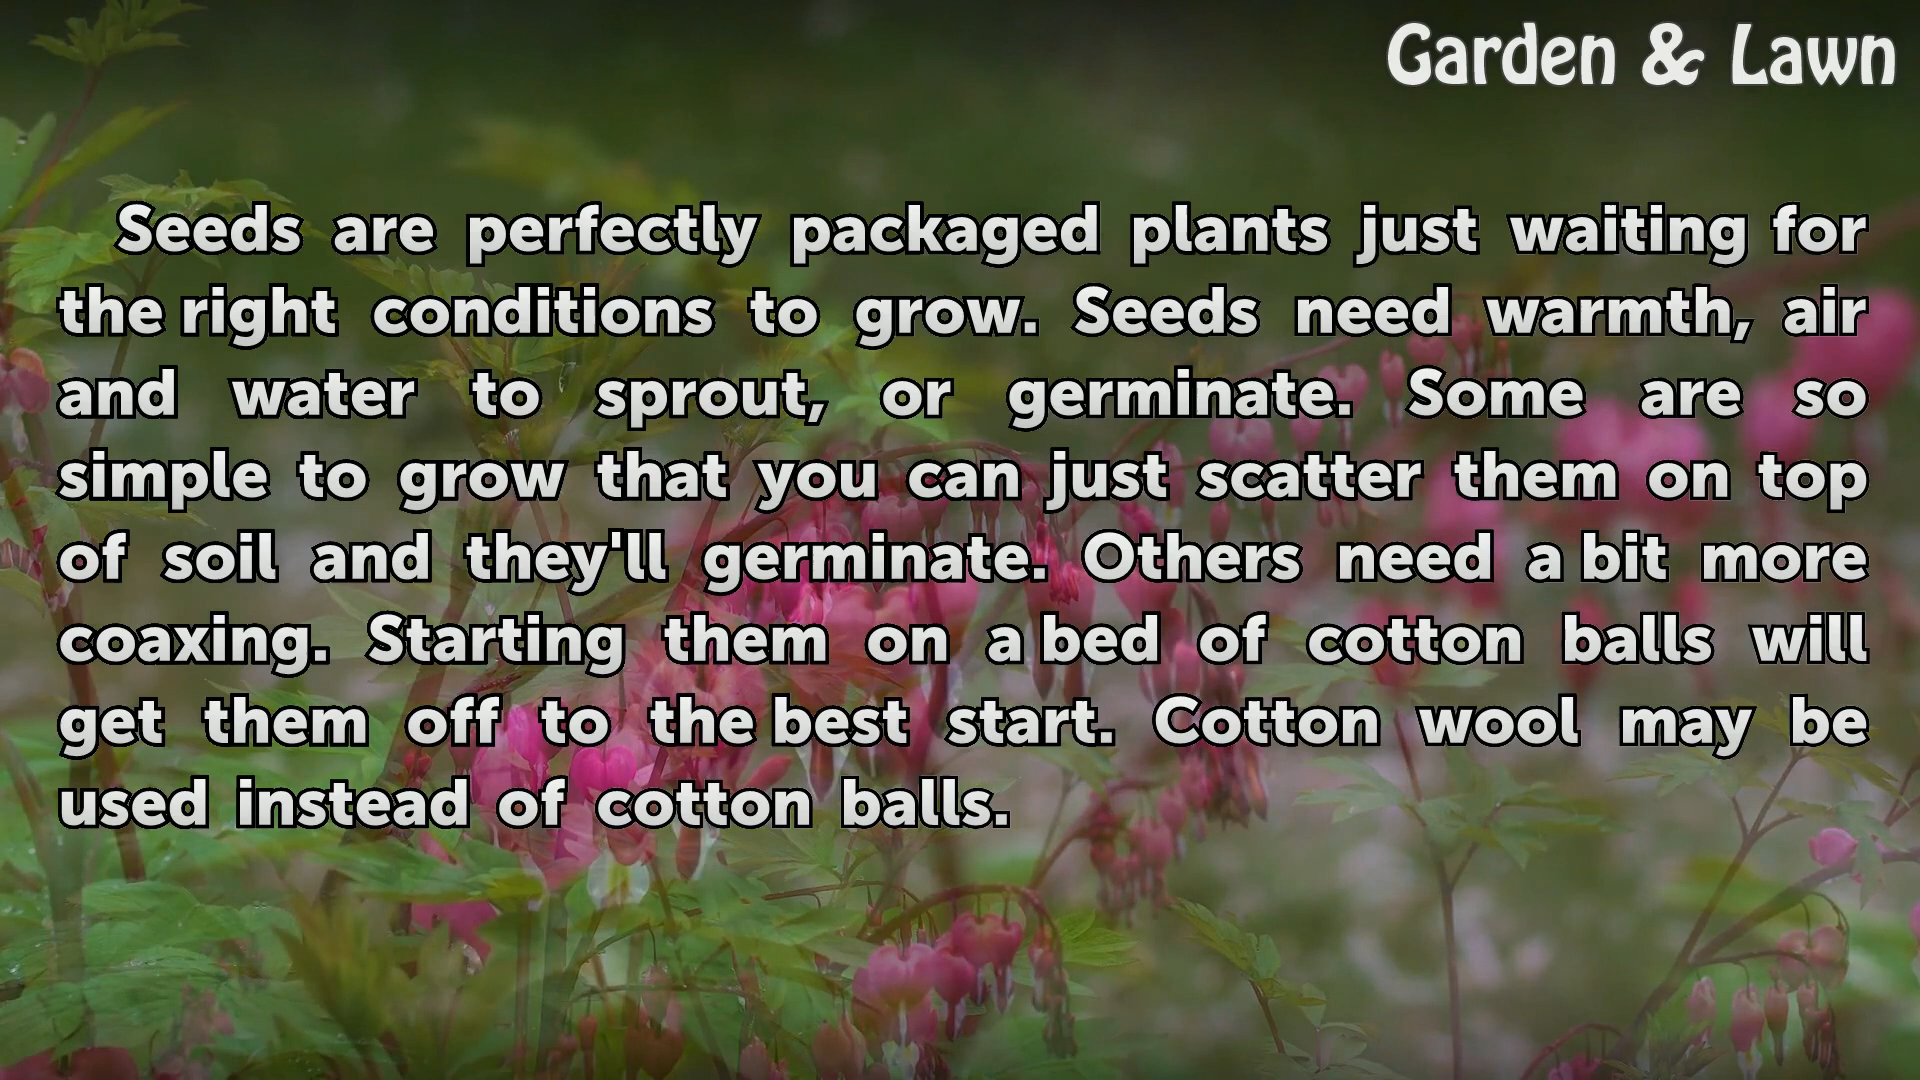 Garden & Lawn
Seeds are perfectly packaged plants just waiting for
the right conditions to grow. Seeds need warmth, air
and water to sprout, or germinate. Some are so
simple to grow that you can just scatter them on top
of soil and they'll germinate. Others need a bit more
coaxing. Starting them on a bed of cotton balls will
get them off to the best start. Cotton wool may be
used instead of cotton balls.